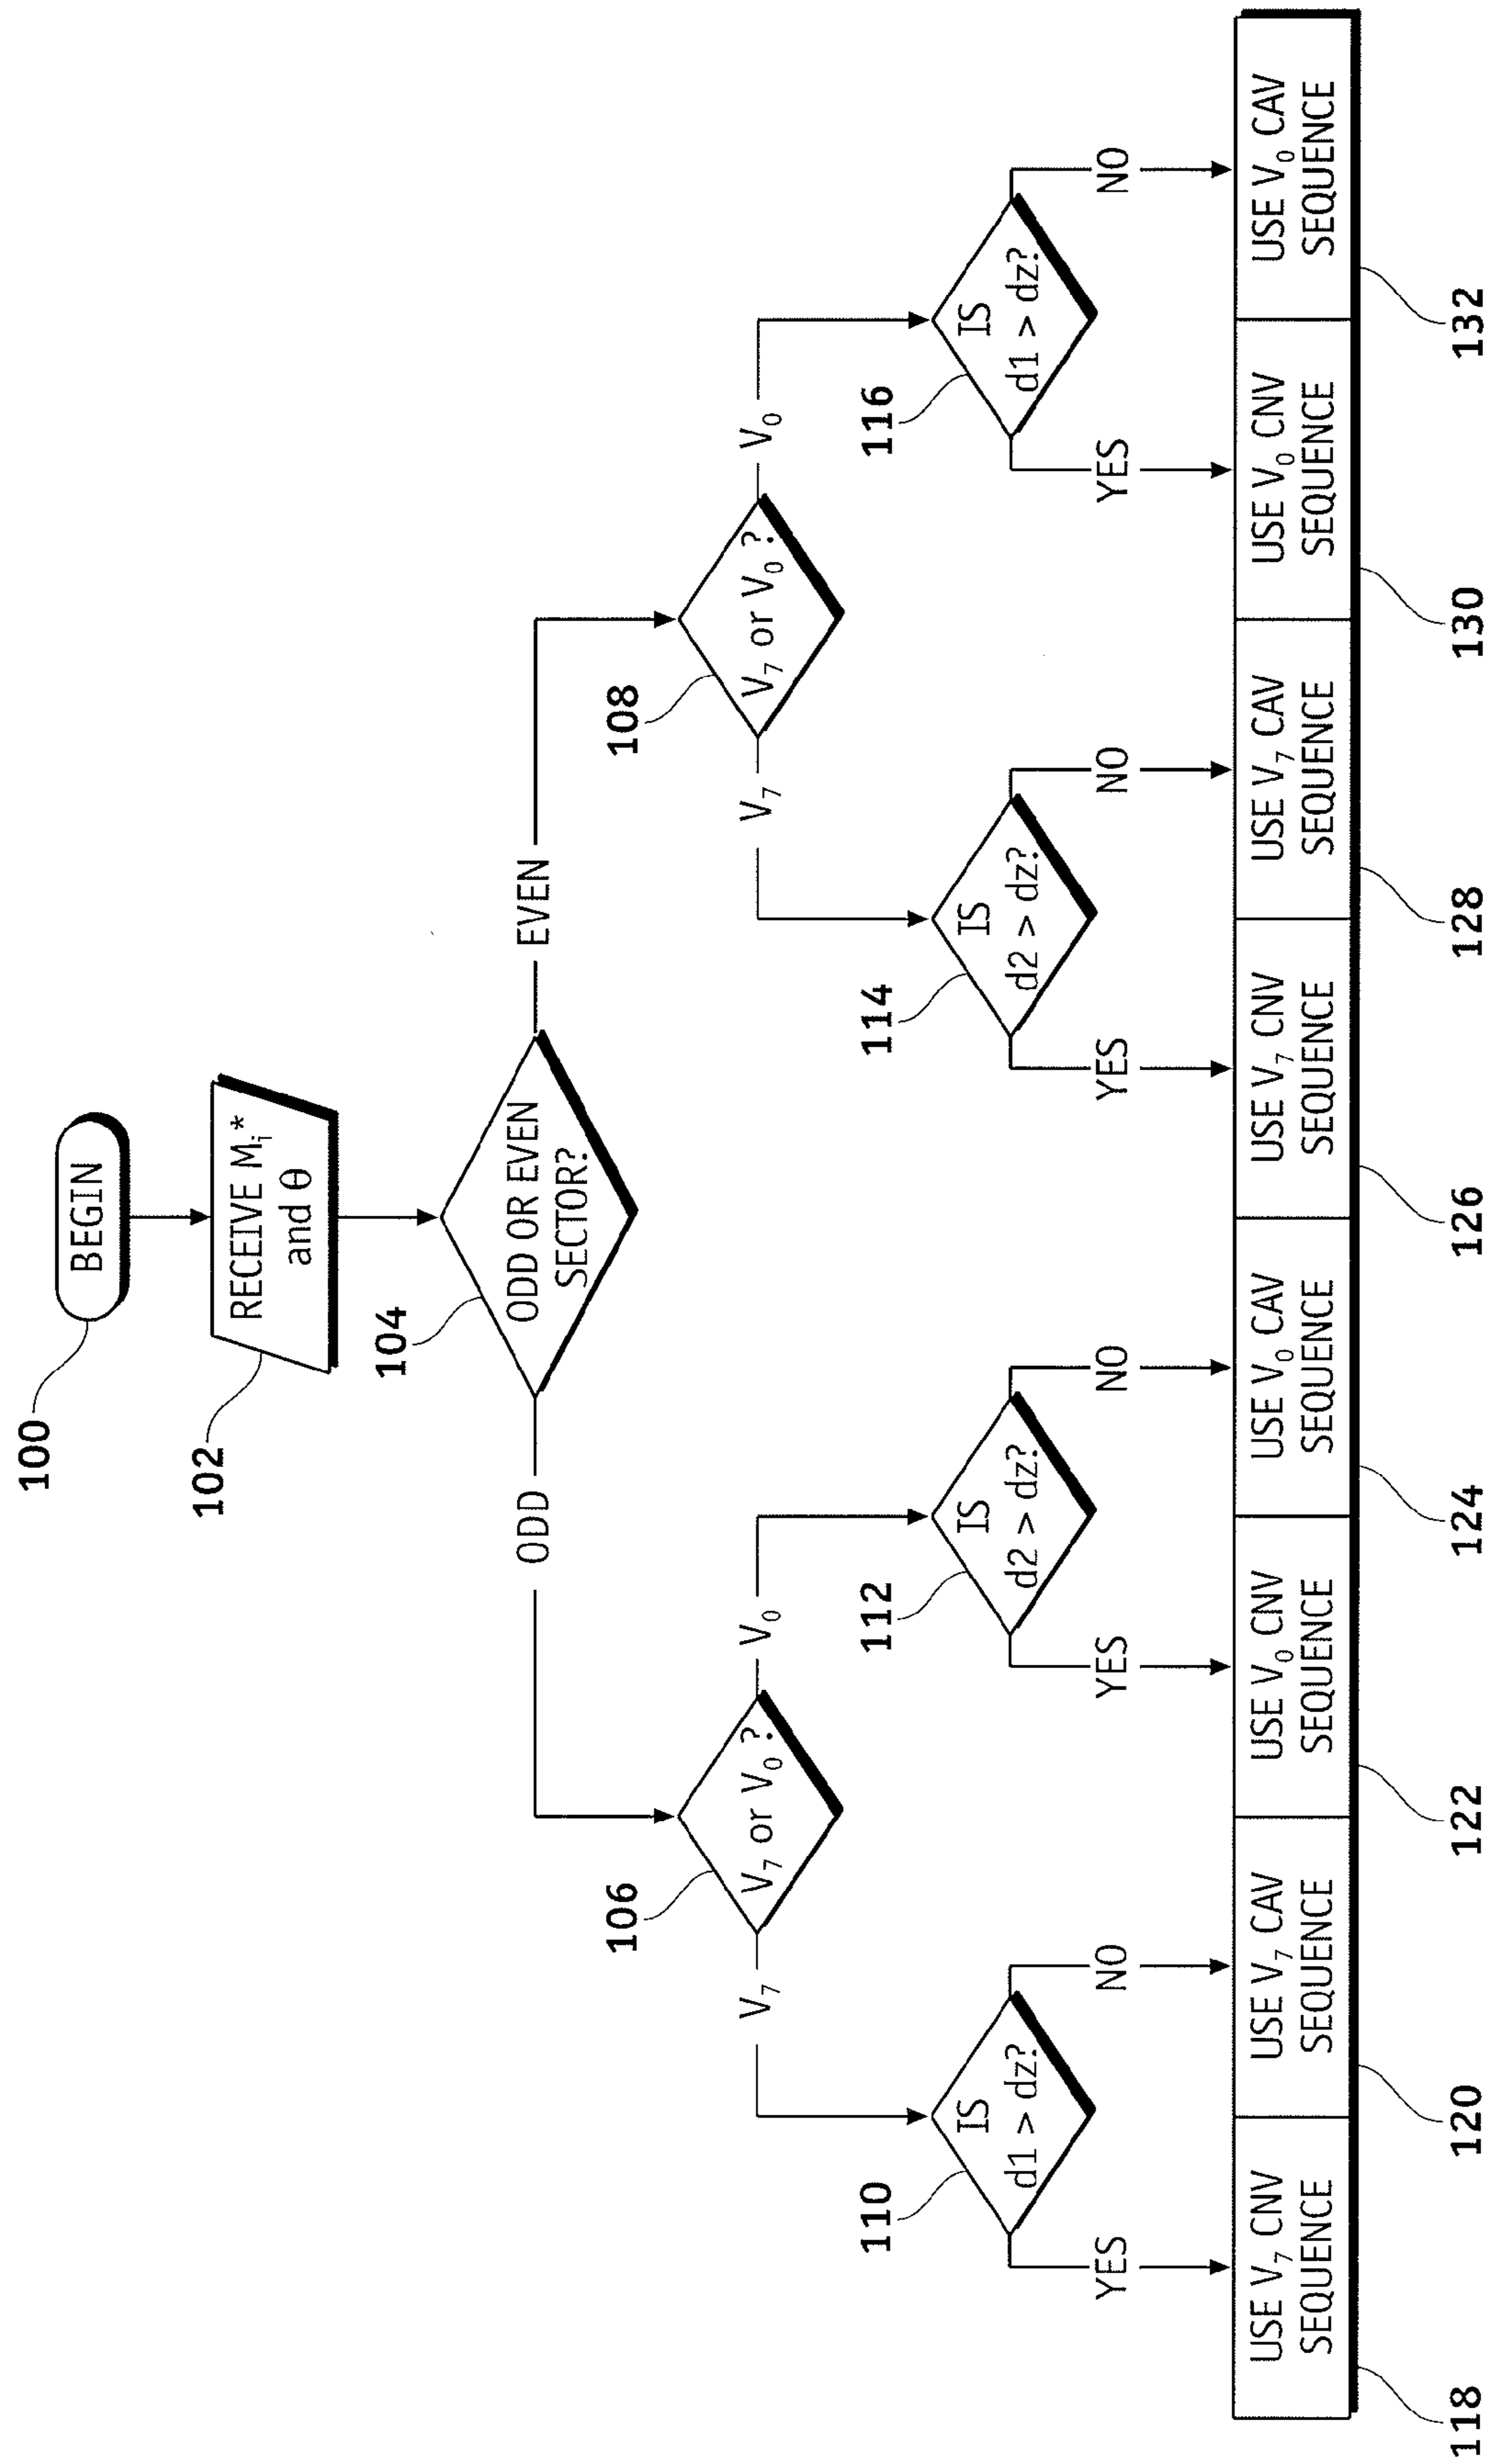 100
BEGIN
102
RECEIVE Mi*
and θ
104
ODD OR EVEN
SECTOR?
ODD
EVEN
106
V7 or V0 ?
108
V7 or V0 ?
V7
V0
V7
V0
110
IS
d1 > dz?
112
IS
d2 > dz?
114
IS
d2 > dz?
116
IS
d1 > dz?
YES
NO
YES
NO
YES
NO
YES
NO
USE V7 CNV
SEQUENCE
USE V7 CAV
SEQUENCE
USE V0 CNV
SEQUENCE
USE V0 CAV
SEQUENCE
USE V7 CNV
SEQUENCE
USE V7 CAV
SEQUENCE
USE V0 CNV
SEQUENCE
USE V0 CAV
SEQUENCE
118
120
122
124
126
128
130
132